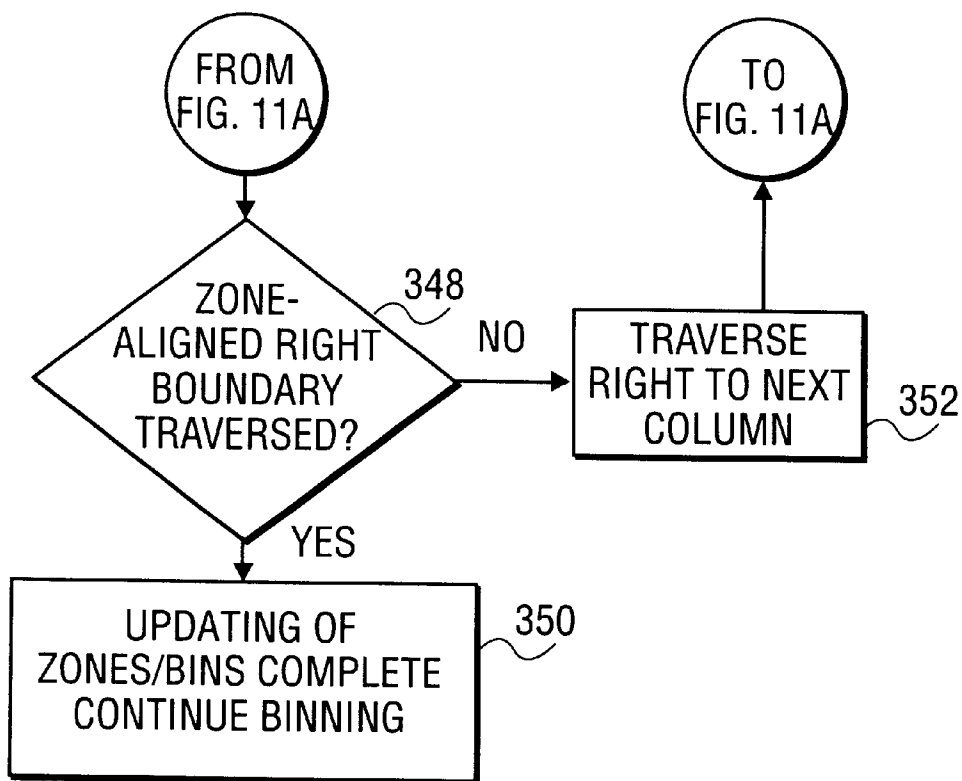 FROM
FIG. 11A
TO
FIG. 11A
ZONE-
ALIGNED RIGHT
BOUNDARY
TRAVERSED?
348
NO
TRAVERSE
RIGHT TO NEXT
COLUMN
352
YES
UPDATING OF
ZONES/BINS COMPLETE
CONTINUE BINNING
350